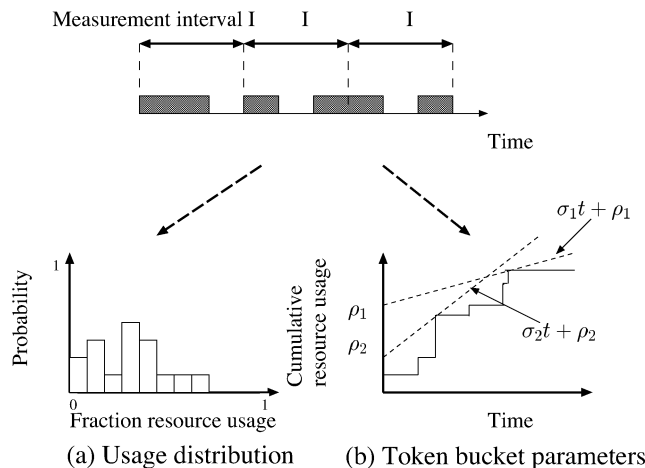 Measurement interval I I I
Time
σ₁t + ρ₁
1
Probability
0 1
Fraction resource usage
(a) Usage distribution
Cumulative
resource usage
ρ₁
ρ₂
σ₂t + ρ₂
Time
(b) Token bucket parameters